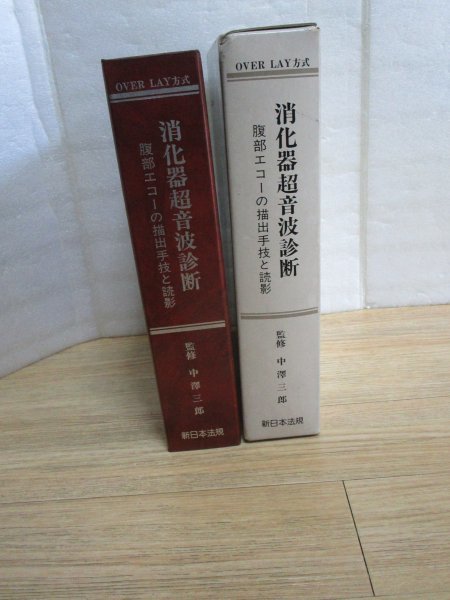 OVER LAY方式
消化器超音波診断
腹部エコーの描出手技と読影
監修 中澤三郎
新日本法規
OVER LAY方式
消化器超音波診断
腹部エコーの描出手技と読影
監修 中澤三郎
新日本法規